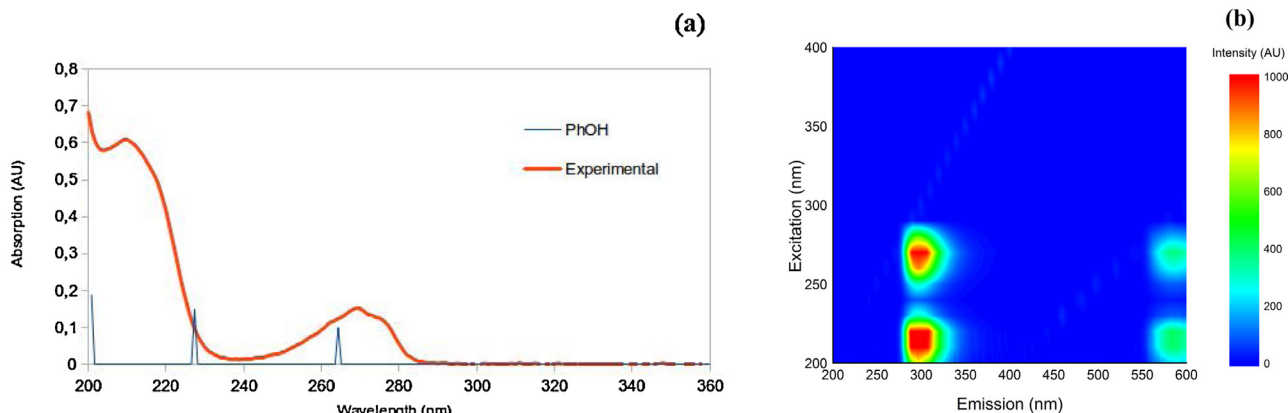 (a)
0,8
0,7
0,6
0,5
0,4
0,3
0,2
0,1
0
Absorption (AU)
PhOH
Experimental
200 220 240 260 280 300 320 340 360
Wavelength (nm)
(b)
400
350
300
250
200
Excitation (nm)
200 250 300 350 400 450 500 550 600
Emission (nm)
Intensity (AU)
1000
800
600
400
200
0